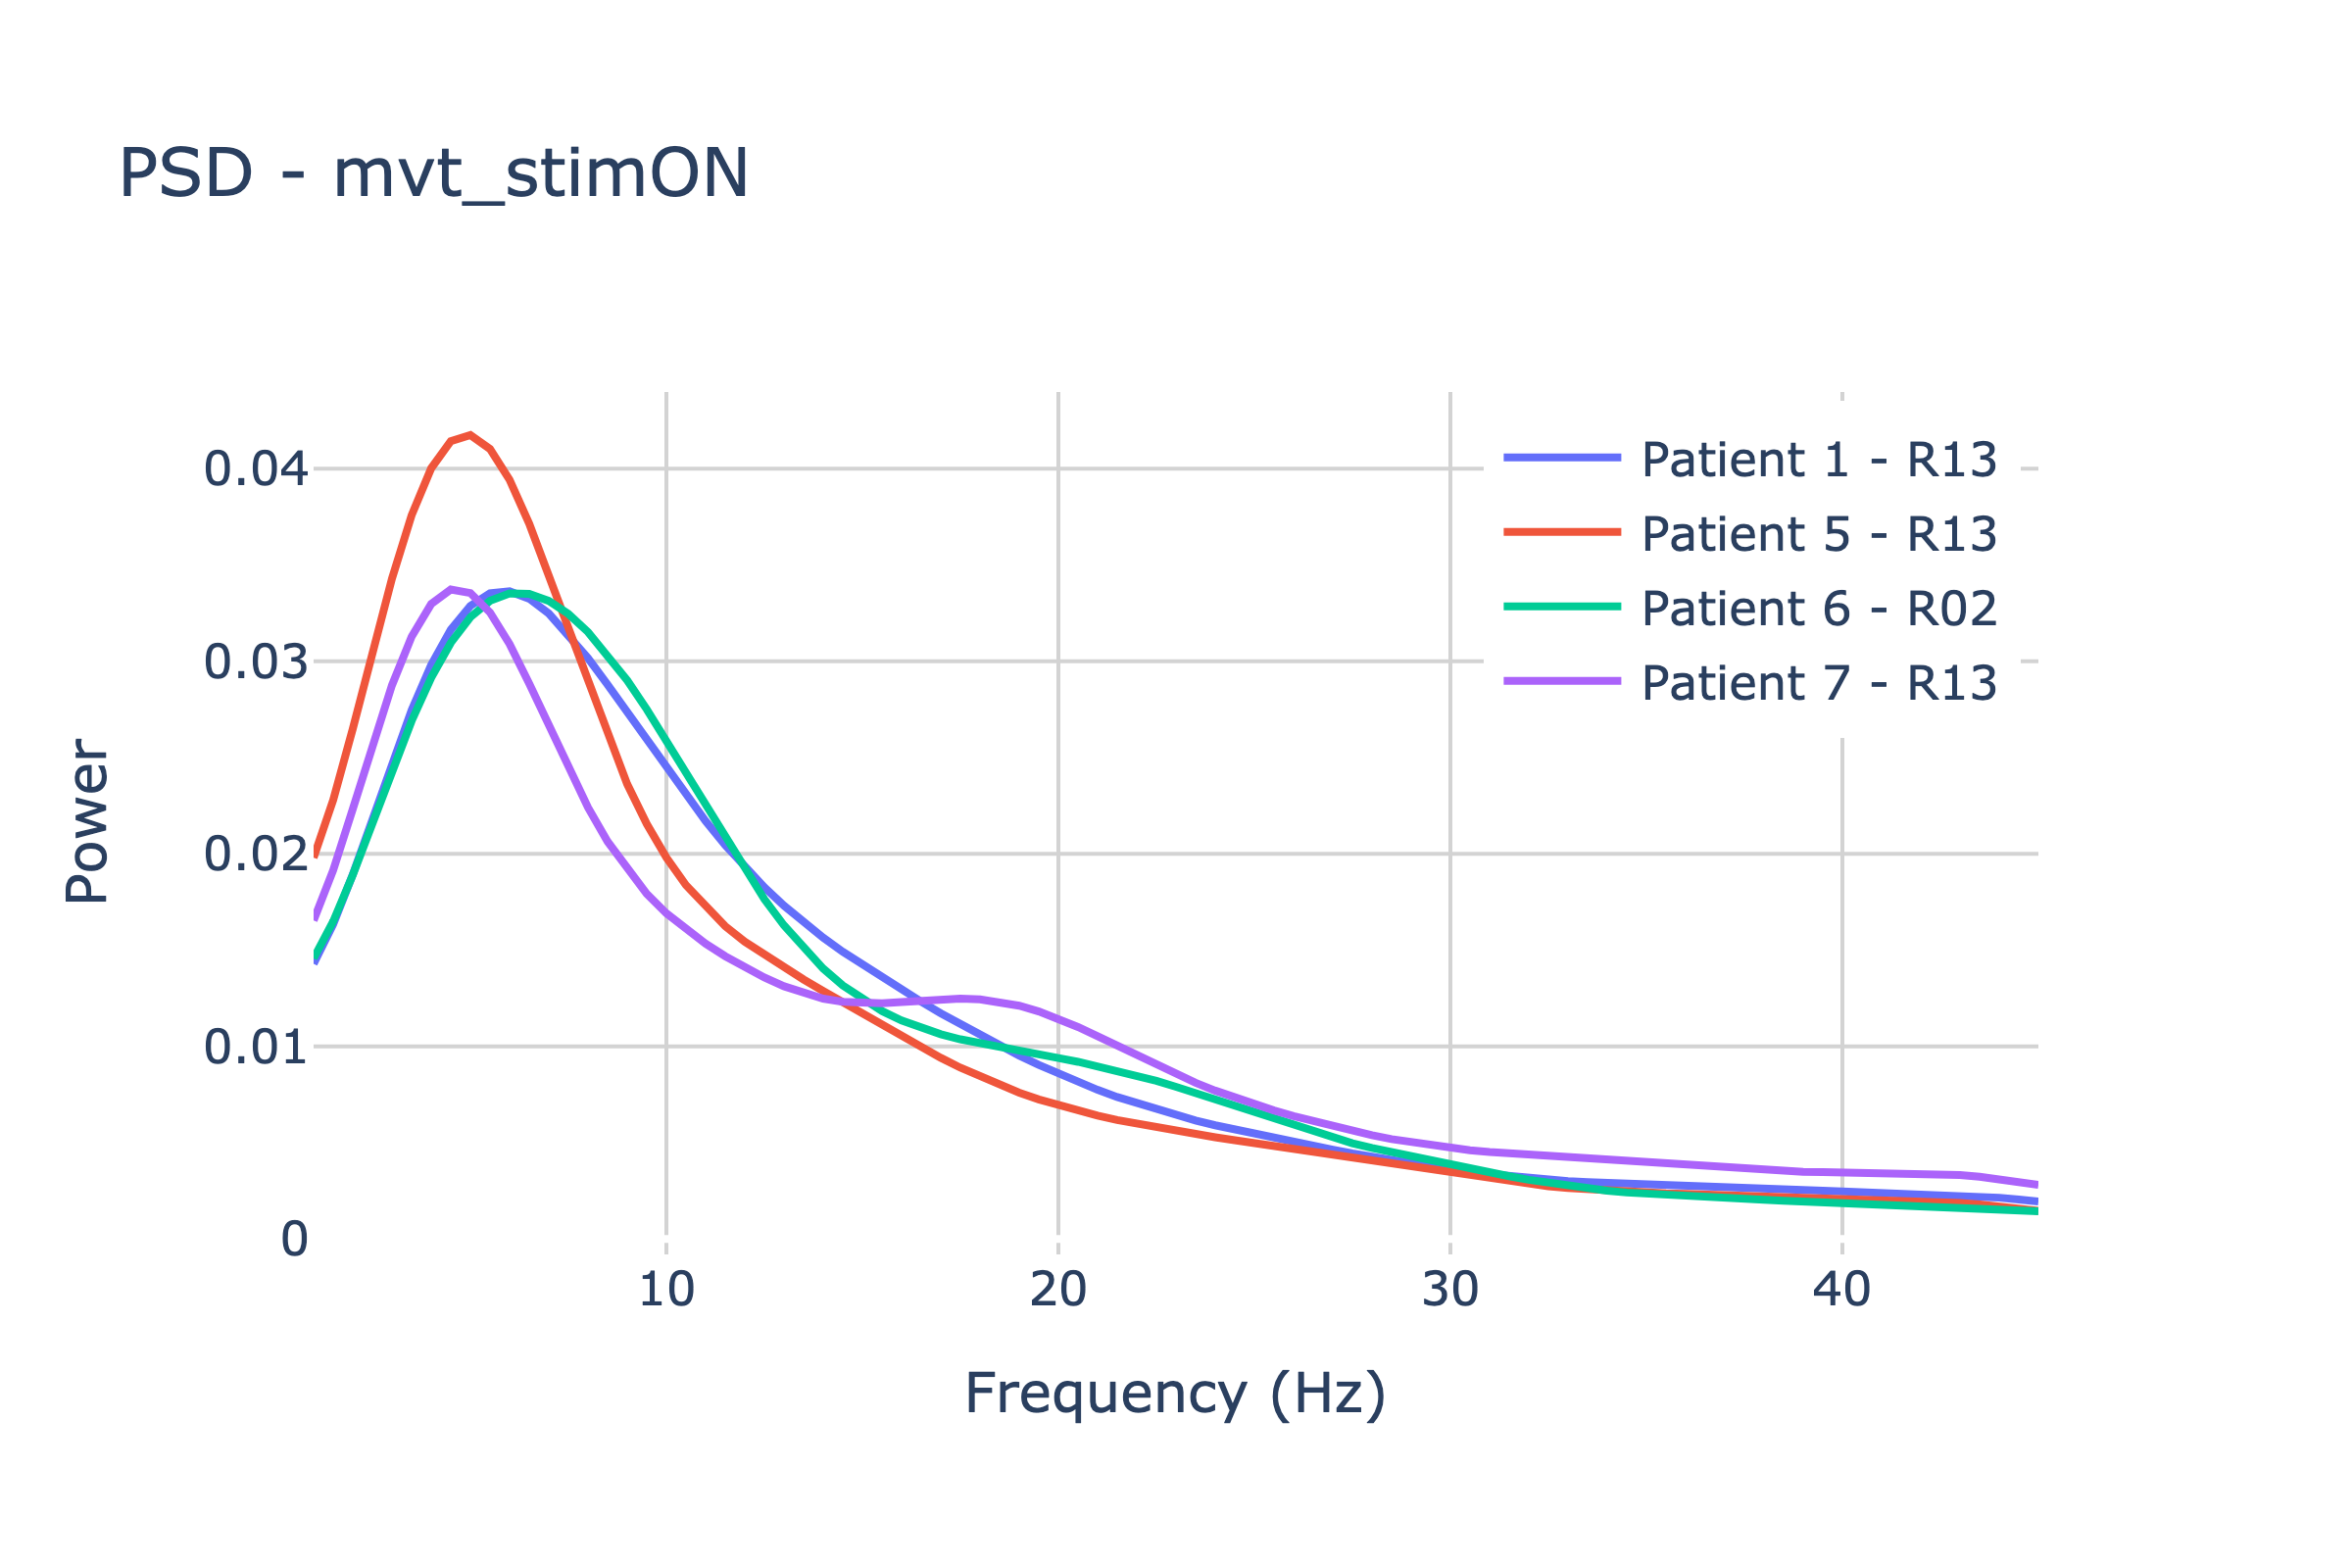 PSD - mvt_stimON
Patient 1 - R13
Patient 5 - R13
Patient 6 - R02
Patient 7 - R13
Power
0.04
0.03
0.02
0.01
0
10 20 30 40
Frequency (Hz)